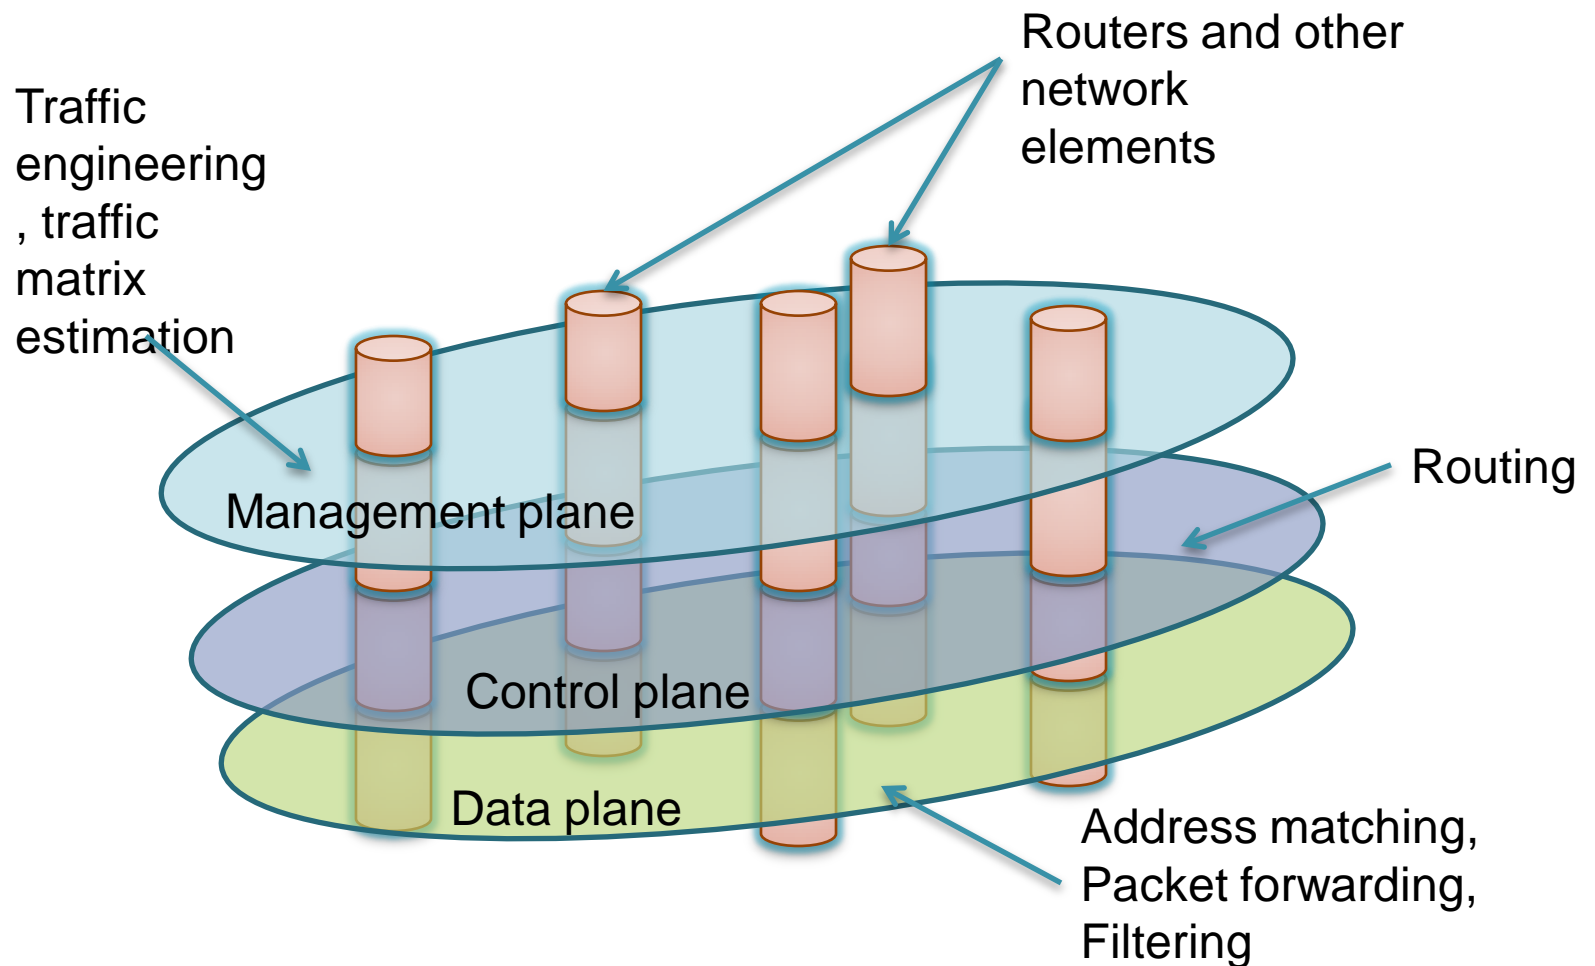 Routers and other
network
elements
Traffic
engineering
, traffic
matrix
estimation
Routing
Management plane
Control plane
Data plane
Address matching,
Packet forwarding,
Filtering